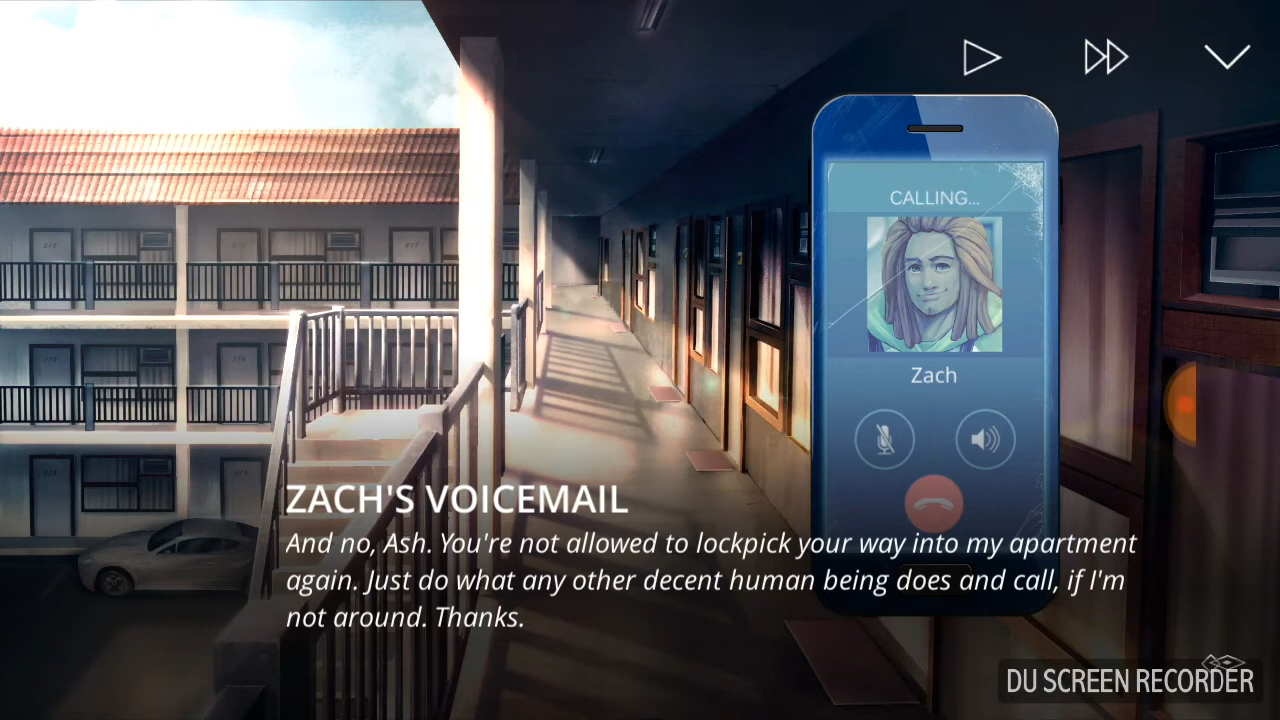 CALLING...
Zach
ZACH'S VOICEMAIL
And no, Ash. You're not allowed to lockpick your way into my apartment
again. Just do what any other decent human being does and call, if I'm
not around. Thanks.
DU SCREEN RECORDER